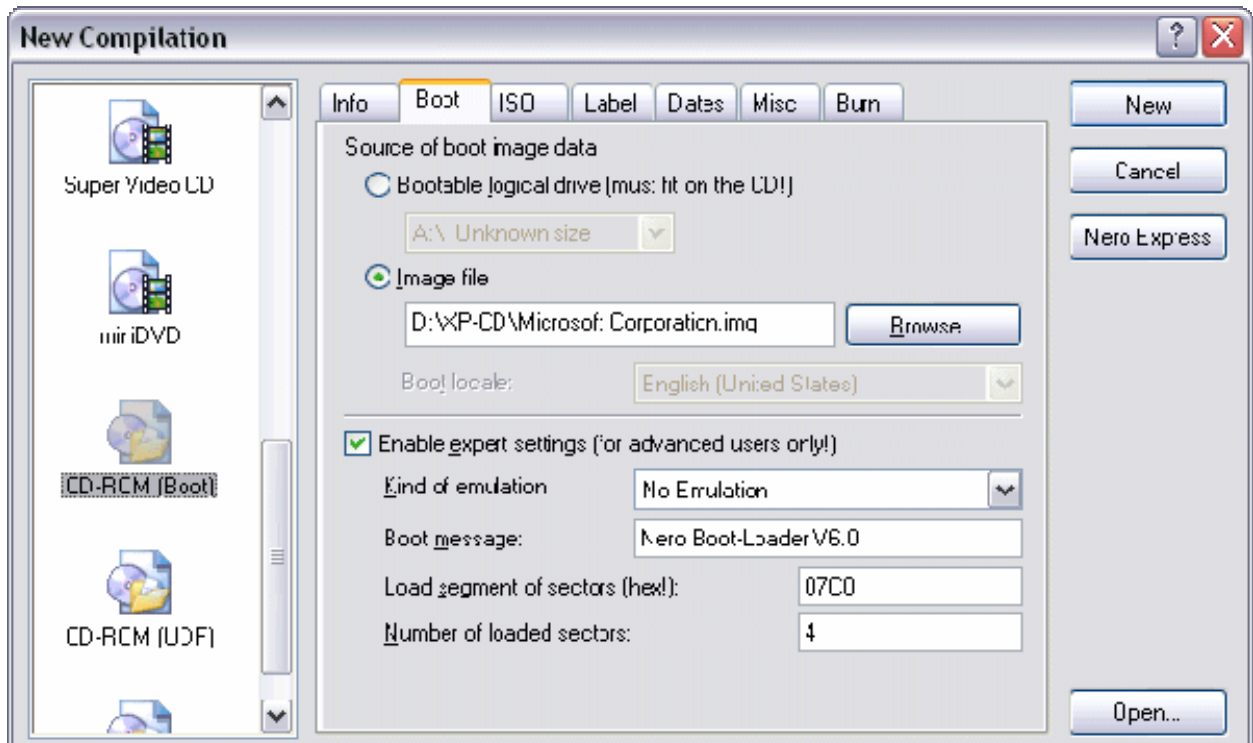 New Compilation
Super Video CD
miniDVD
CD-ROM (Boot)
CD-ROM (UDF)
Info Boot ISO Label Dates Misc Burn
Source of boot image data
Bootable logical drive (must fit on the CD!)
A:\ Unknown size
Image file
D:\XP-CD\Microsoft Corporation.img
Browse
Boot locale:
English (United States)
Enable expert settings (for advanced users only!)
Kind of emulation
No Emulation
Boot message:
Nero Boot-Loader V6.0
Load segment of sectors (hex!):
07C0
Number of loaded sectors:
4
New
Cancel
Nero Express
Open...